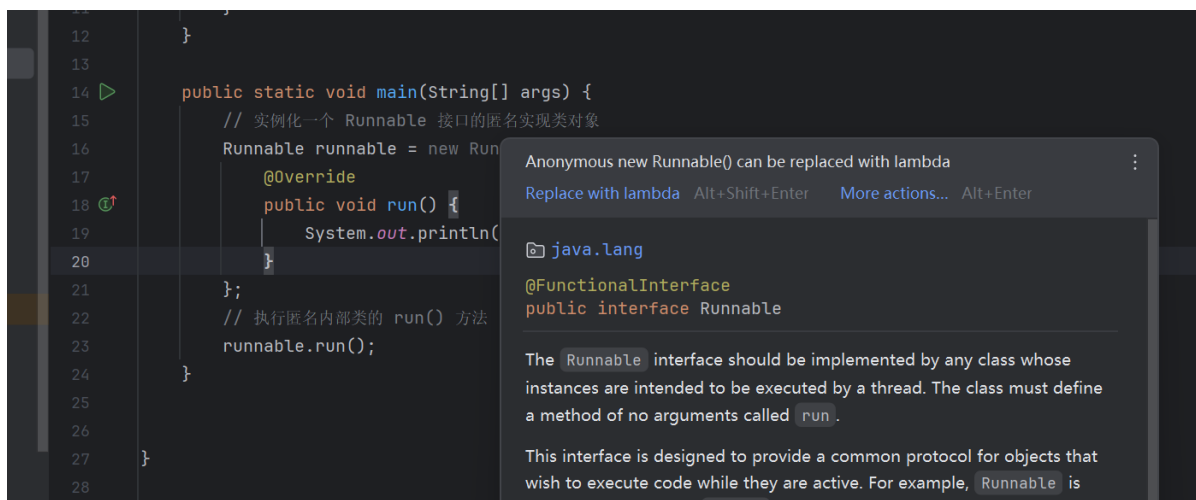 12 }
13
14 public static void main(String[] args) {
15 // 实例化一个 Runnable 接口的匿名实现类对象
16 Runnable runnable = new Run
17 @Override
18 public void run() {
19 System.out.println(
20 }
21 };
22 // 执行匿名内部类的 run() 方法
23 runnable.run();
24 }
25
26
27 }
28
Anonymous new Runnable() can be replaced with lambda
Replace with lambda Alt+Shift+Enter More actions... Alt+Enter
java.lang
@FunctionalInterface
public interface Runnable
The Runnable interface should be implemented by any class whose
instances are intended to be executed by a thread. The class must define
a method of no arguments called run.
This interface is designed to provide a common protocol for objects that
wish to execute code while they are active. For example, Runnable is